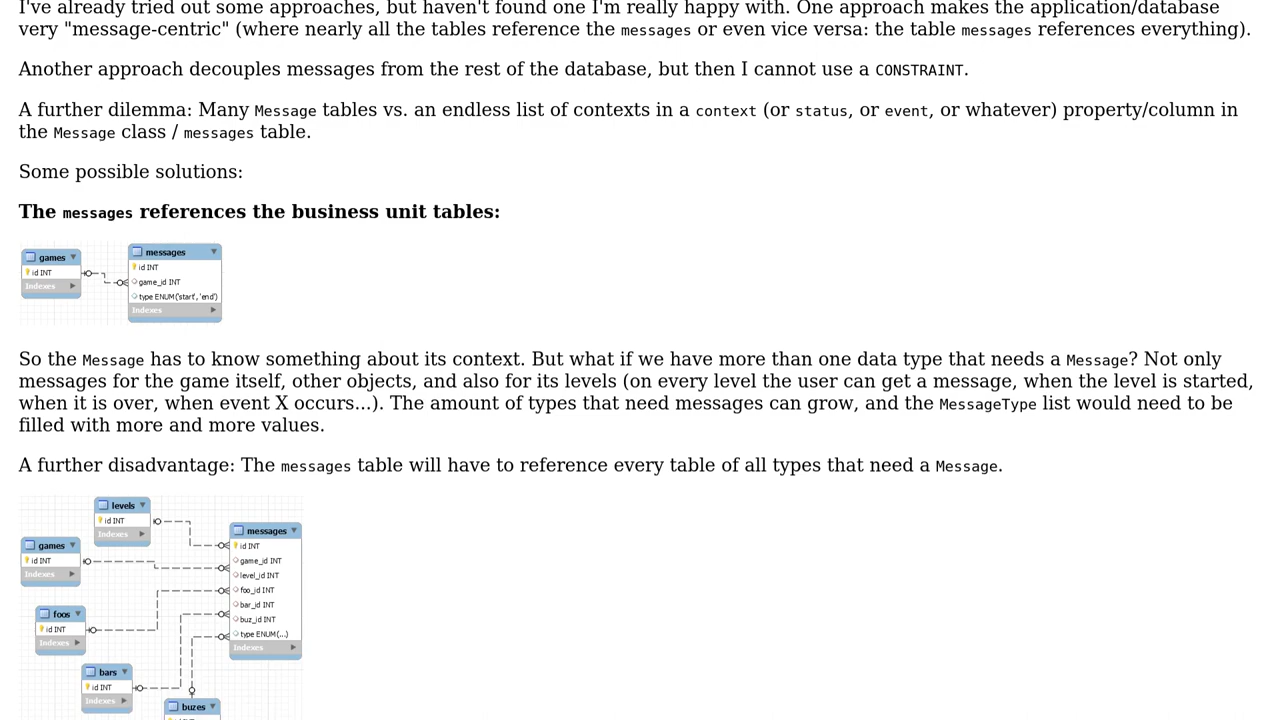 I've already tried out some approaches, but haven't found one I'm really happy with. One approach makes the application/database
very "message-centric" (where nearly all the tables reference the messages or even vice versa: the table messages references everything).
Another approach decouples messages from the rest of the database, but then I cannot use a CONSTRAINT.
A further dilemma: Many Message tables vs. an endless list of contexts in a context (or status, or event, or whatever) property/column in
the Message class / messages table.
Some possible solutions:
The messages references the business unit tables:
games
id INT
Indexes
messages
id INT
game_id INT
type ENUM('start', 'end')
Indexes
So the Message has to know something about its context. But what if we have more than one data type that needs a Message? Not only
messages for the game itself, other objects, and also for its levels (on every level the user can get a message, when the level is started,
when it is over, when event X occurs...). The amount of types that need messages can grow, and the MessageType list would need to be
filled with more and more values.
A further disadvantage: The messages table will have to reference every table of all types that need a Message.
levels
id INT
Indexes
games
id INT
Indexes
foos
id INT
Indexes
bars
id INT
Indexes
buzes
messages
id INT
game_id INT
level_id INT
foo_id INT
bar_id INT
buz_id INT
type ENUM(...)
Indexes